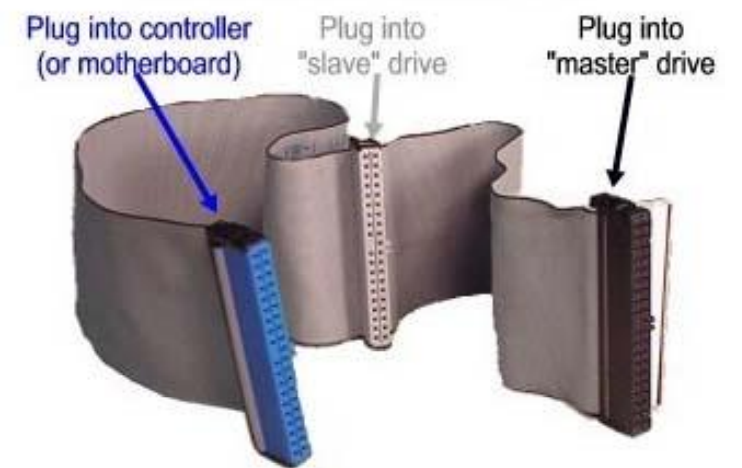 Plug into controller
(or motherboard)
Plug into
"slave" drive
Plug into
"master" drive